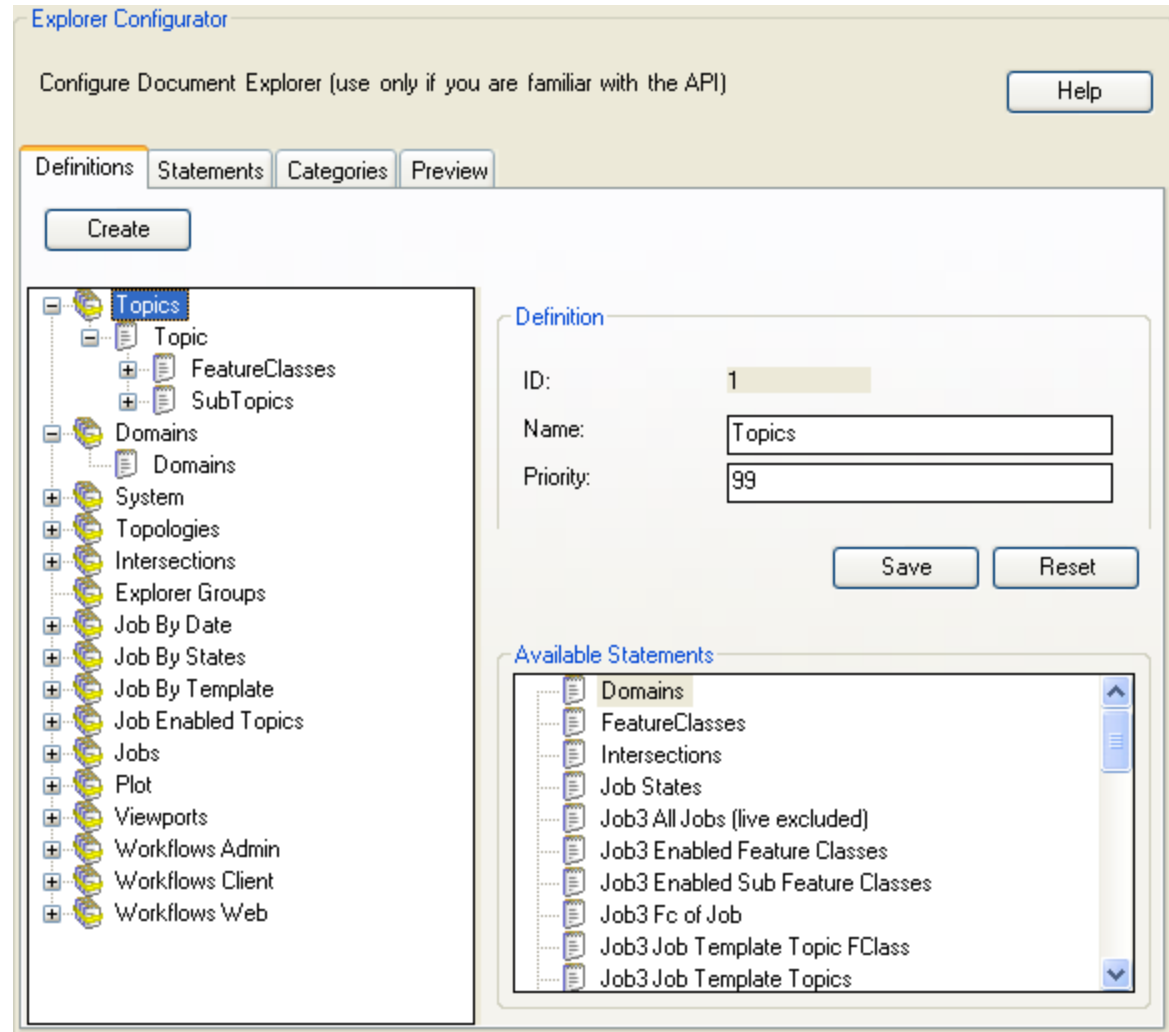 Explorer Configurator
Configure Document Explorer (use only if you are familiar with the API)
Help
Definitions
Statements
Categories
Preview
Create
Topics
Topic
FeatureClasses
SubTopics
Domains
Domains
System
Topologies
Intersections
Explorer Groups
Job By Date
Job By States
Job By Template
Job Enabled Topics
Jobs
Plot
Viewports
Workflows Admin
Workflows Client
Workflows Web
Definition
ID: 1
Name: Topics
Priority: 99
Save
Reset
Available Statements
Domains
FeatureClasses
Intersections
Job States
Job3 All Jobs (live excluded)
Job3 Enabled Feature Classes
Job3 Enabled Sub Feature Classes
Job3 Fc of Job
Job3 Job Template Topic FClass
Job3 Job Template Topics